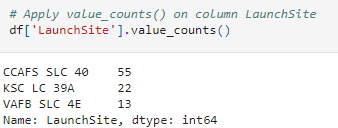 # Apply value_counts() on column LaunchSite
df['LaunchSite'].value_counts()
CCAFS SLC 40    55
KSC LC 39A      22
VAFB SLC 4E     13
Name: LaunchSite, dtype: int64